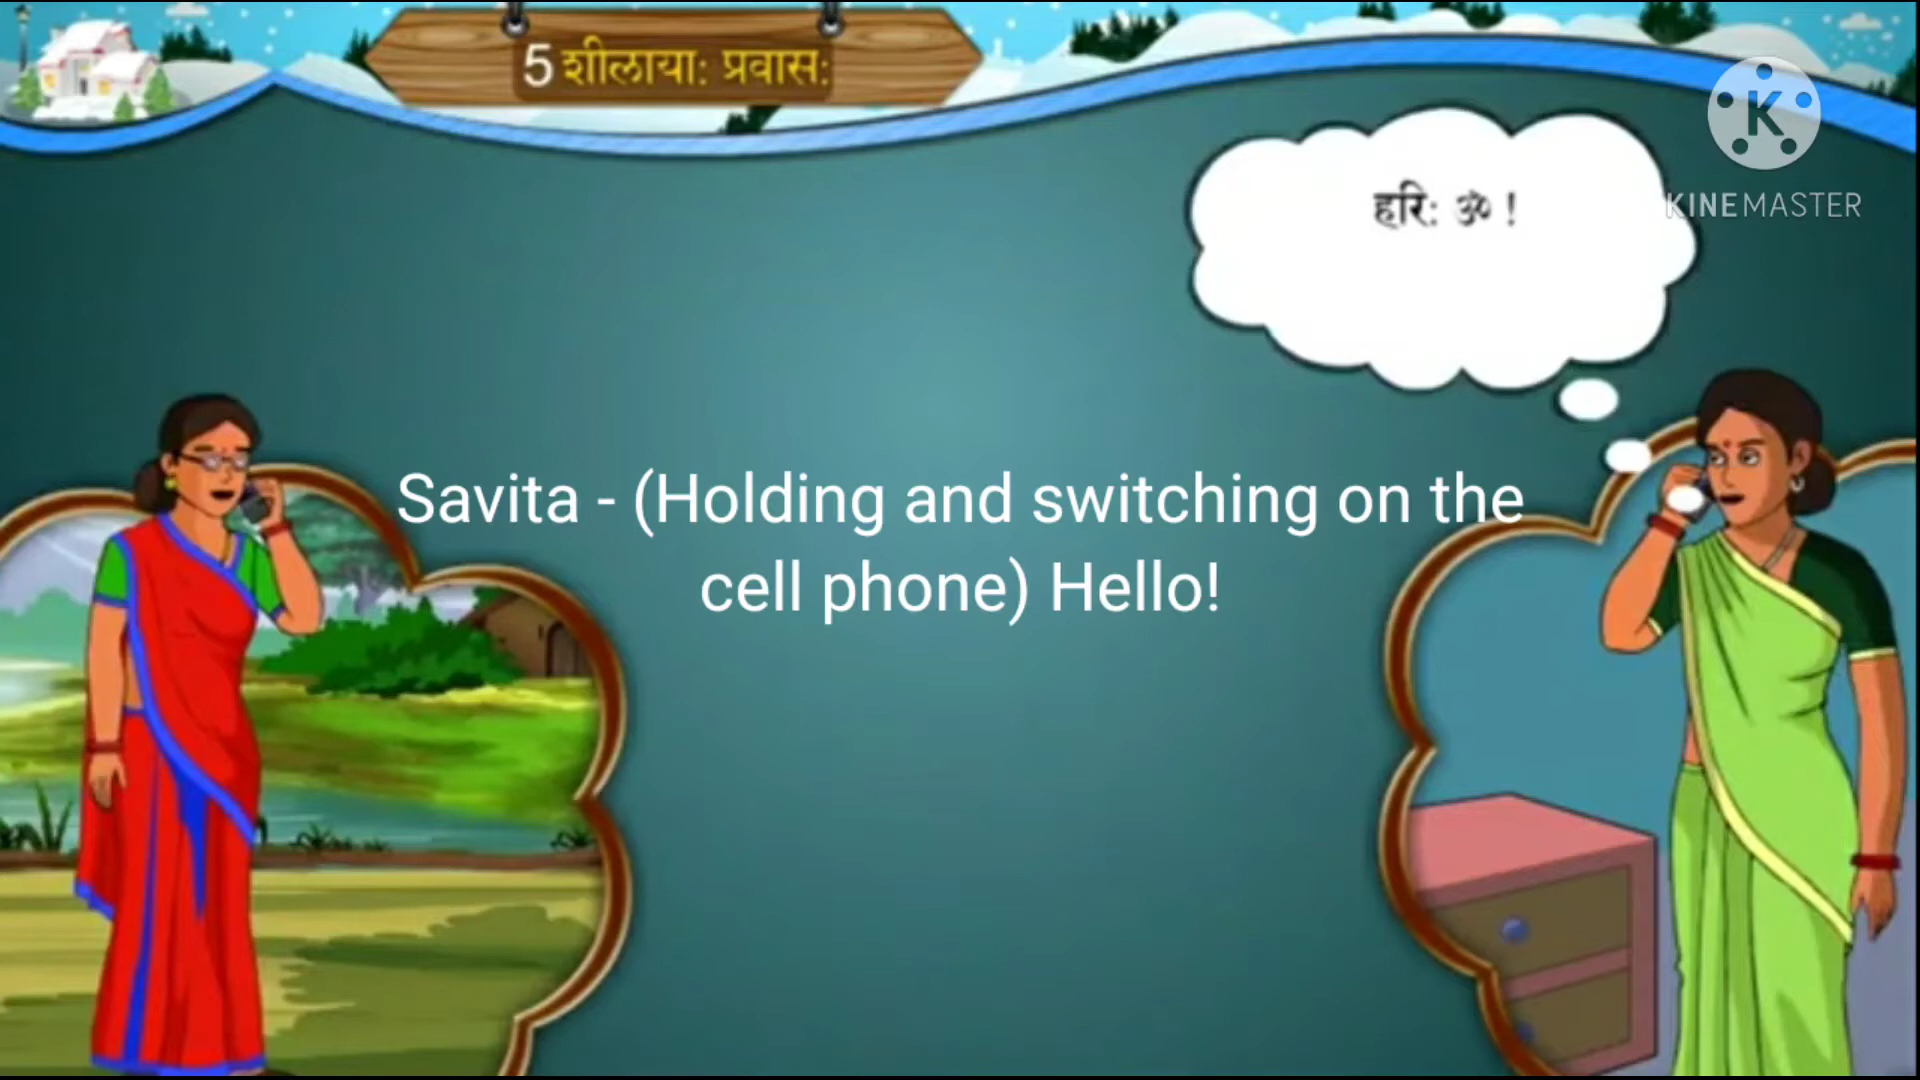 5 शीलायाः प्रवासः
हरिः ॐ !
K
KINEMASTER
Savita - (Holding and switching on the
cell phone) Hello!